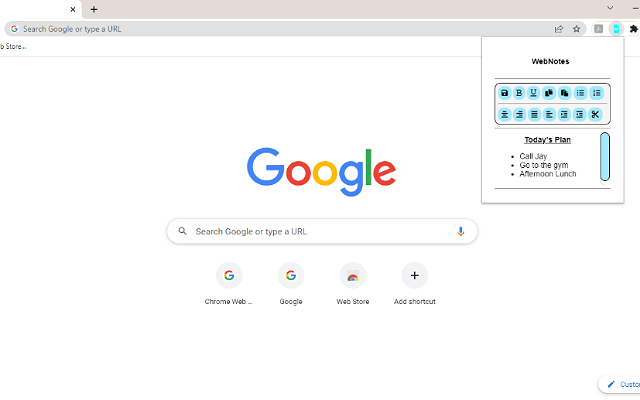 Search Google or type a URL
b Store...
WebNotes
B U
Today's Plan
Call Jay
Go to the gym
Afternoon Lunch
Google
Search Google or type a URL
Chrome Web ...
Google
Web Store
Add shortcut
Custo